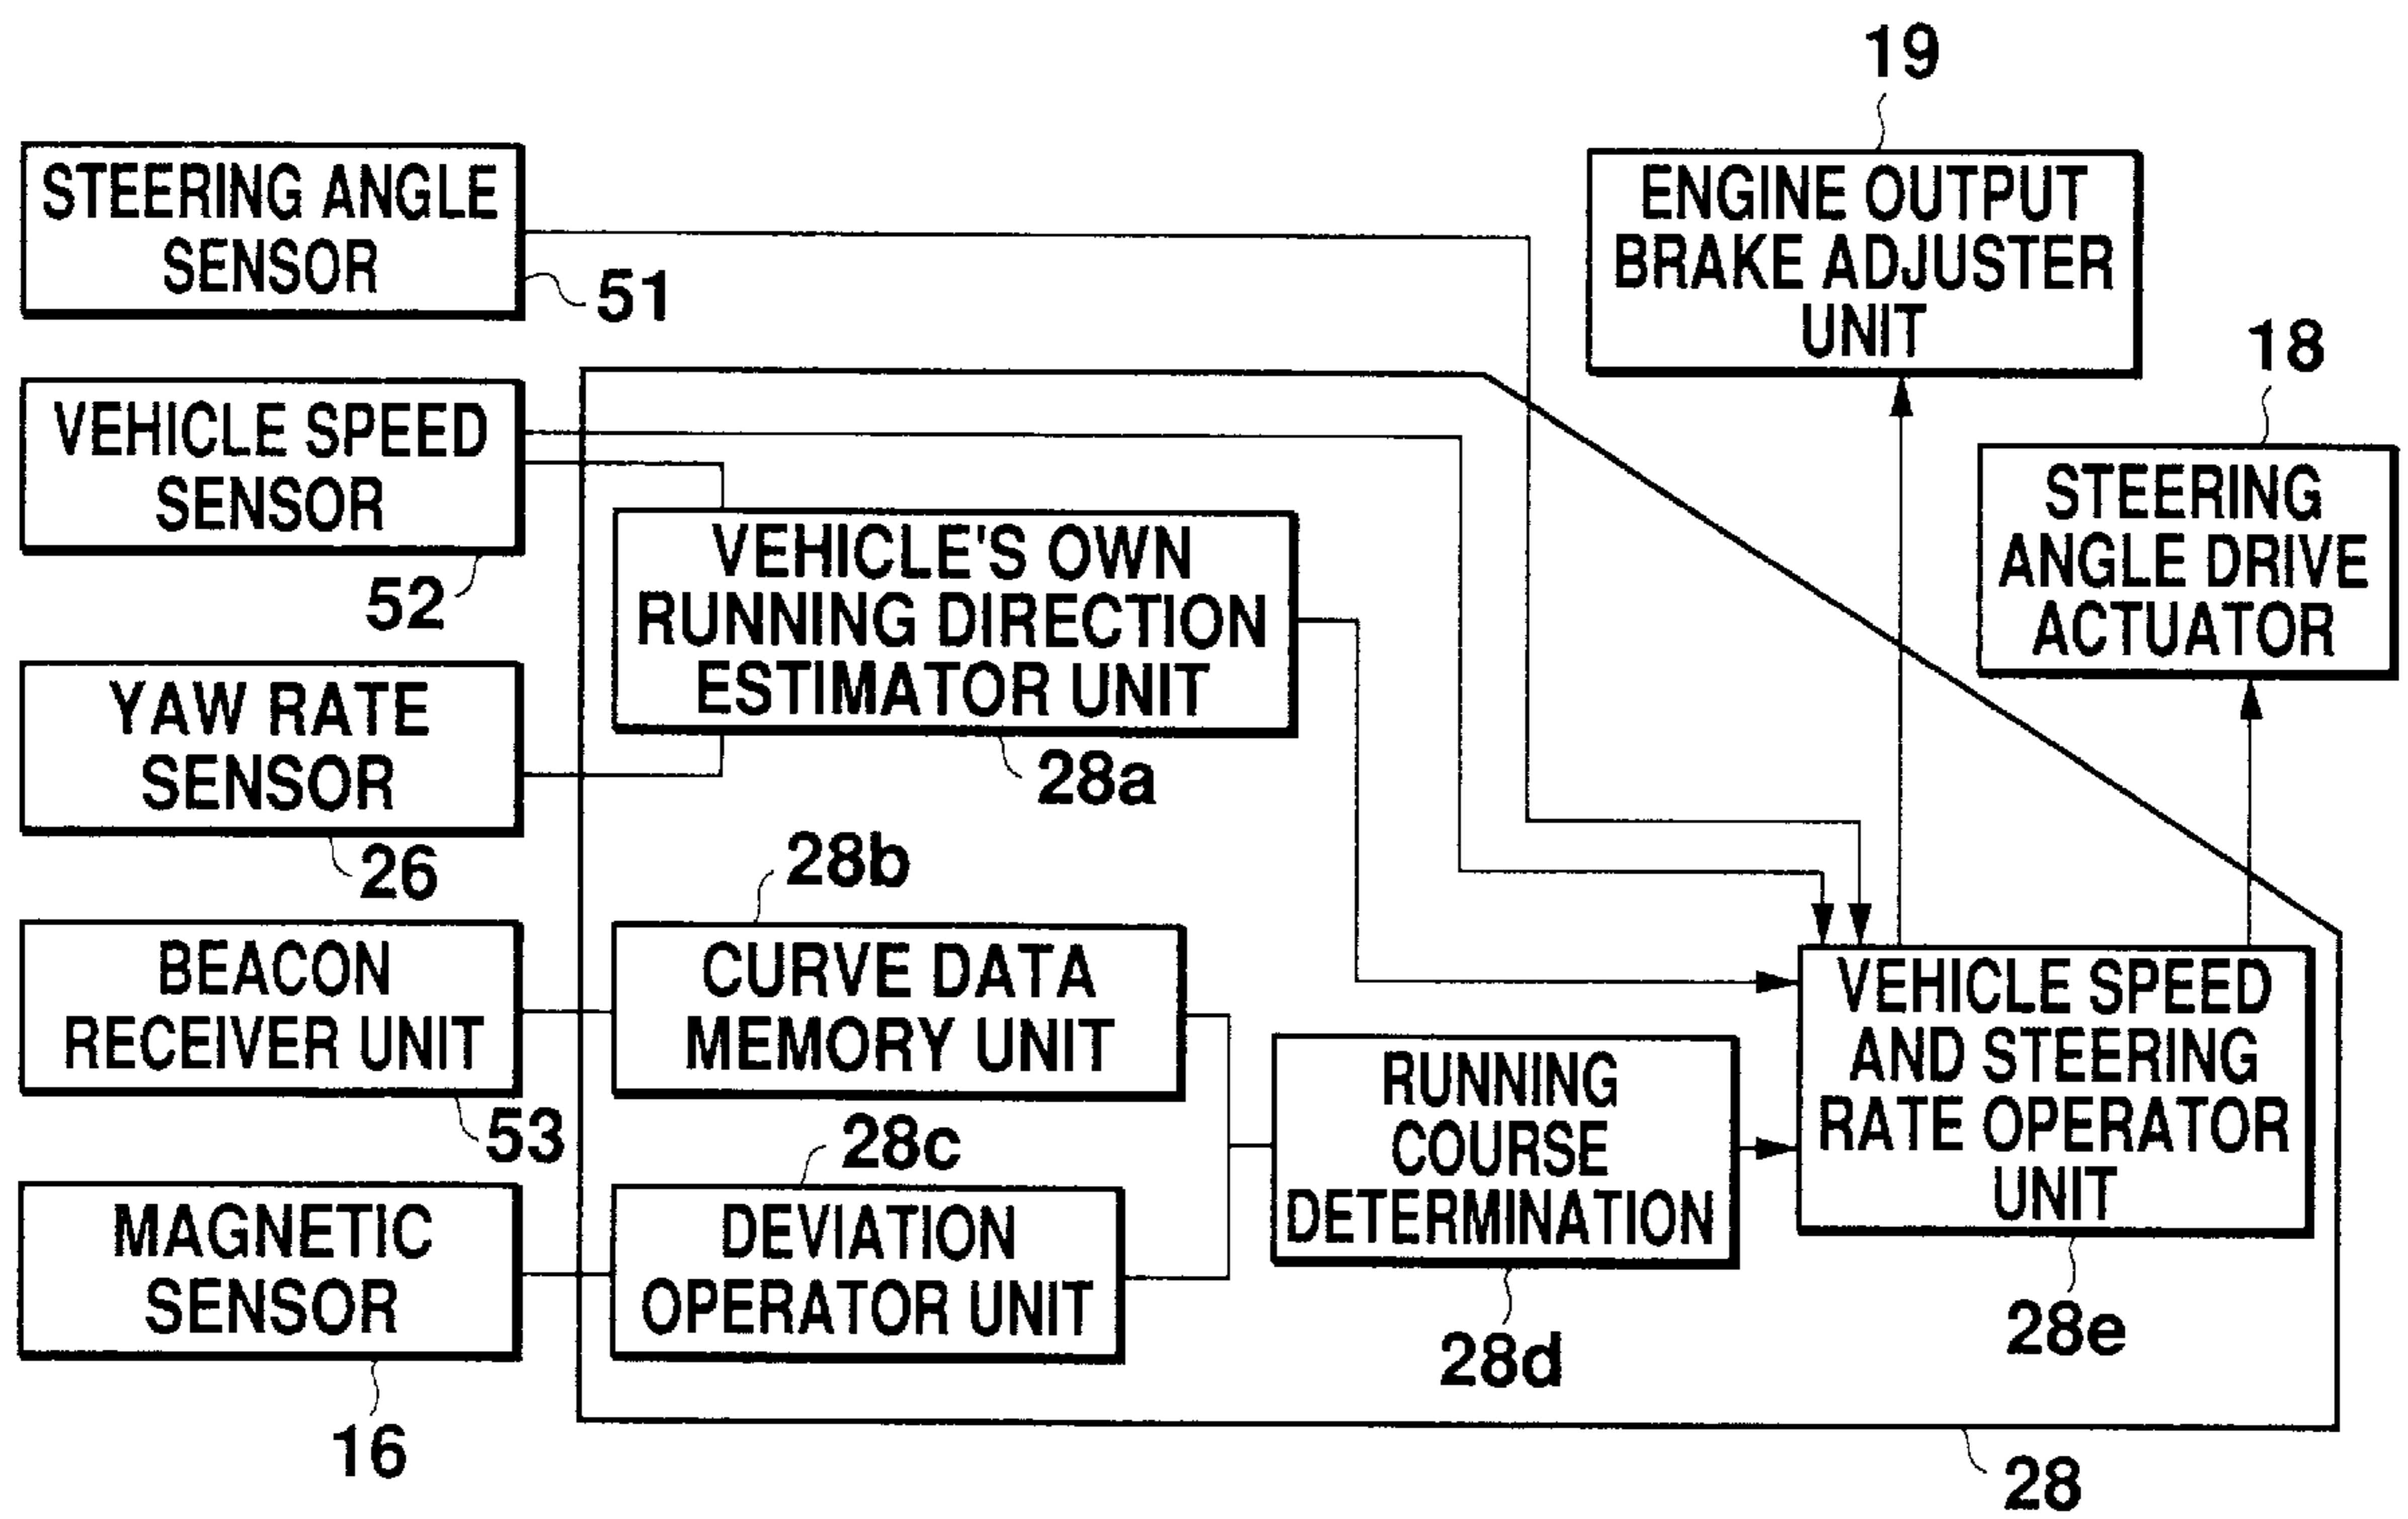 19
STEERING ANGLE
SENSOR
51
ENGINE OUTPUT
BRAKE ADJUSTER
UNIT
18
STEERING
ANGLE DRIVE
ACTUATOR
VEHICLE SPEED
SENSOR
52
VEHICLE'S OWN
RUNNING DIRECTION
ESTIMATOR UNIT
28a
YAW RATE
SENSOR
26
28b
BEACON
RECEIVER UNIT
53
CURVE DATA
MEMORY UNIT
28c
MAGNETIC
SENSOR
16
DEVIATION
OPERATOR UNIT
RUNNING
COURSE
DETERMINATION
28d
VEHICLE SPEED
AND STEERING
RATE OPERATOR
UNIT
28e
28